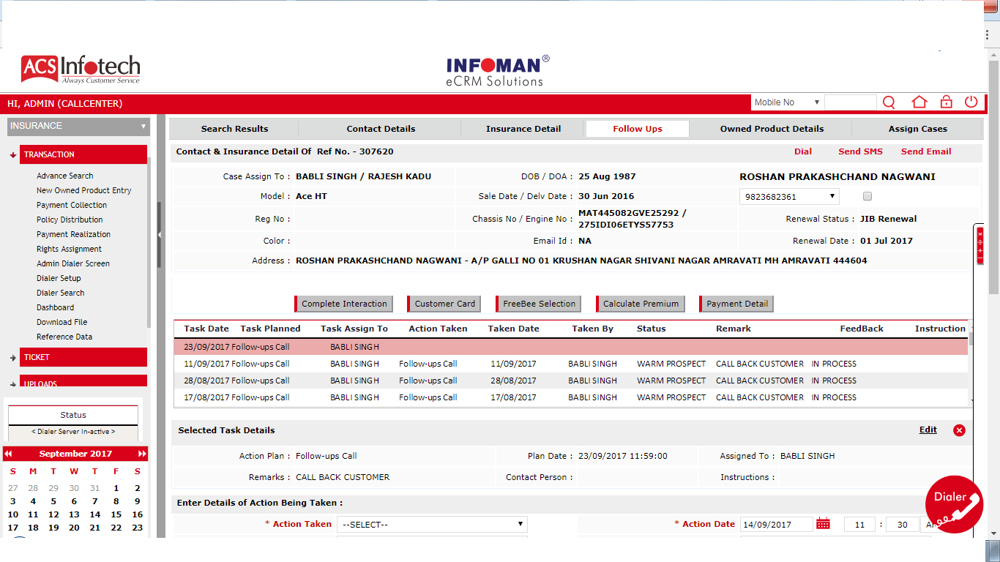 ACS Infotech
Always Customer Service
INFOMAN®
eCRM Solutions
HI, ADMIN (CALLCENTER)
Mobile No
INSURANCE
TRANSACTION
Advance Search
New Owned Product Entry
Payment Collection
Policy Distribution
Payment Realization
Rights Assignment
Admin Dialer Screen
Dialer Setup
Dialer Search
Dashboard
Download File
Reference Data
TICKET
UPLOADS
Status
< Dialer Server In-active >
September 2017
S M T W T F S
27 28 29 30 31 1 2
3 4 5 6 7 8 9
10 11 12 13 14 15 16
17 18 19 20 21 22 23
Search Results Contact Details Insurance Detail Follow Ups Owned Product Details Assign Cases
Contact & Insurance Detail Of Ref No. - 307620 Dial Send SMS Send Email
Case Assign To : BABLI SINGH / RAJESH KADU DOB / DOA : 25 Aug 1987 ROSHAN PRAKASHCHAND NAGWANI
Model : Ace HT Sale Date / Delv Date : 30 Jun 2016 9823682361
Reg No : Chassis No / Engine No : MAT445082GVE25292 / Renewal Status : JIB Renewal
275IDI06ETYS57753
Color : Email Id : NA Renewal Date : 01 Jul 2017
Address : ROSHAN PRAKASHCHAND NAGWANI - A/P GALLI NO 01 KRUSHAN NAGAR SHIVANI NAGAR AMRAVATI MH AMRAVATI 444604
Complete Interaction Customer Card FreeBee Selection Calculate Premium Payment Detail
Task Date Task Planned Task Assign To Action Taken Taken Date Taken By Status Remark FeedBack Instruction
23/09/2017 Follow-ups Call BABLI SINGH
11/09/2017 Follow-ups Call BABLI SINGH Follow-ups Call 11/09/2017 BABLI SINGH WARM PROSPECT CALL BACK CUSTOMER IN PROCESS
28/08/2017 Follow-ups Call BABLI SINGH Follow-ups Call 28/08/2017 BABLI SINGH WARM PROSPECT CALL BACK CUSTOMER IN PROCESS
17/08/2017 Follow-ups Call BABLI SINGH Follow-ups Call 17/08/2017 BABLI SINGH WARM PROSPECT CALL BACK CUSTOMER IN PROCESS
Selected Task Details Edit
Action Plan : Follow-ups Call Plan Date : 23/09/2017 11:59:00 Assigned To : BABLI SINGH
Remarks : CALL BACK CUSTOMER Contact Person : Instructions :
Enter Details of Action Being Taken :
* Action Taken --SELECT-- * Action Date 14/09/2017 11 : 30
Dialer